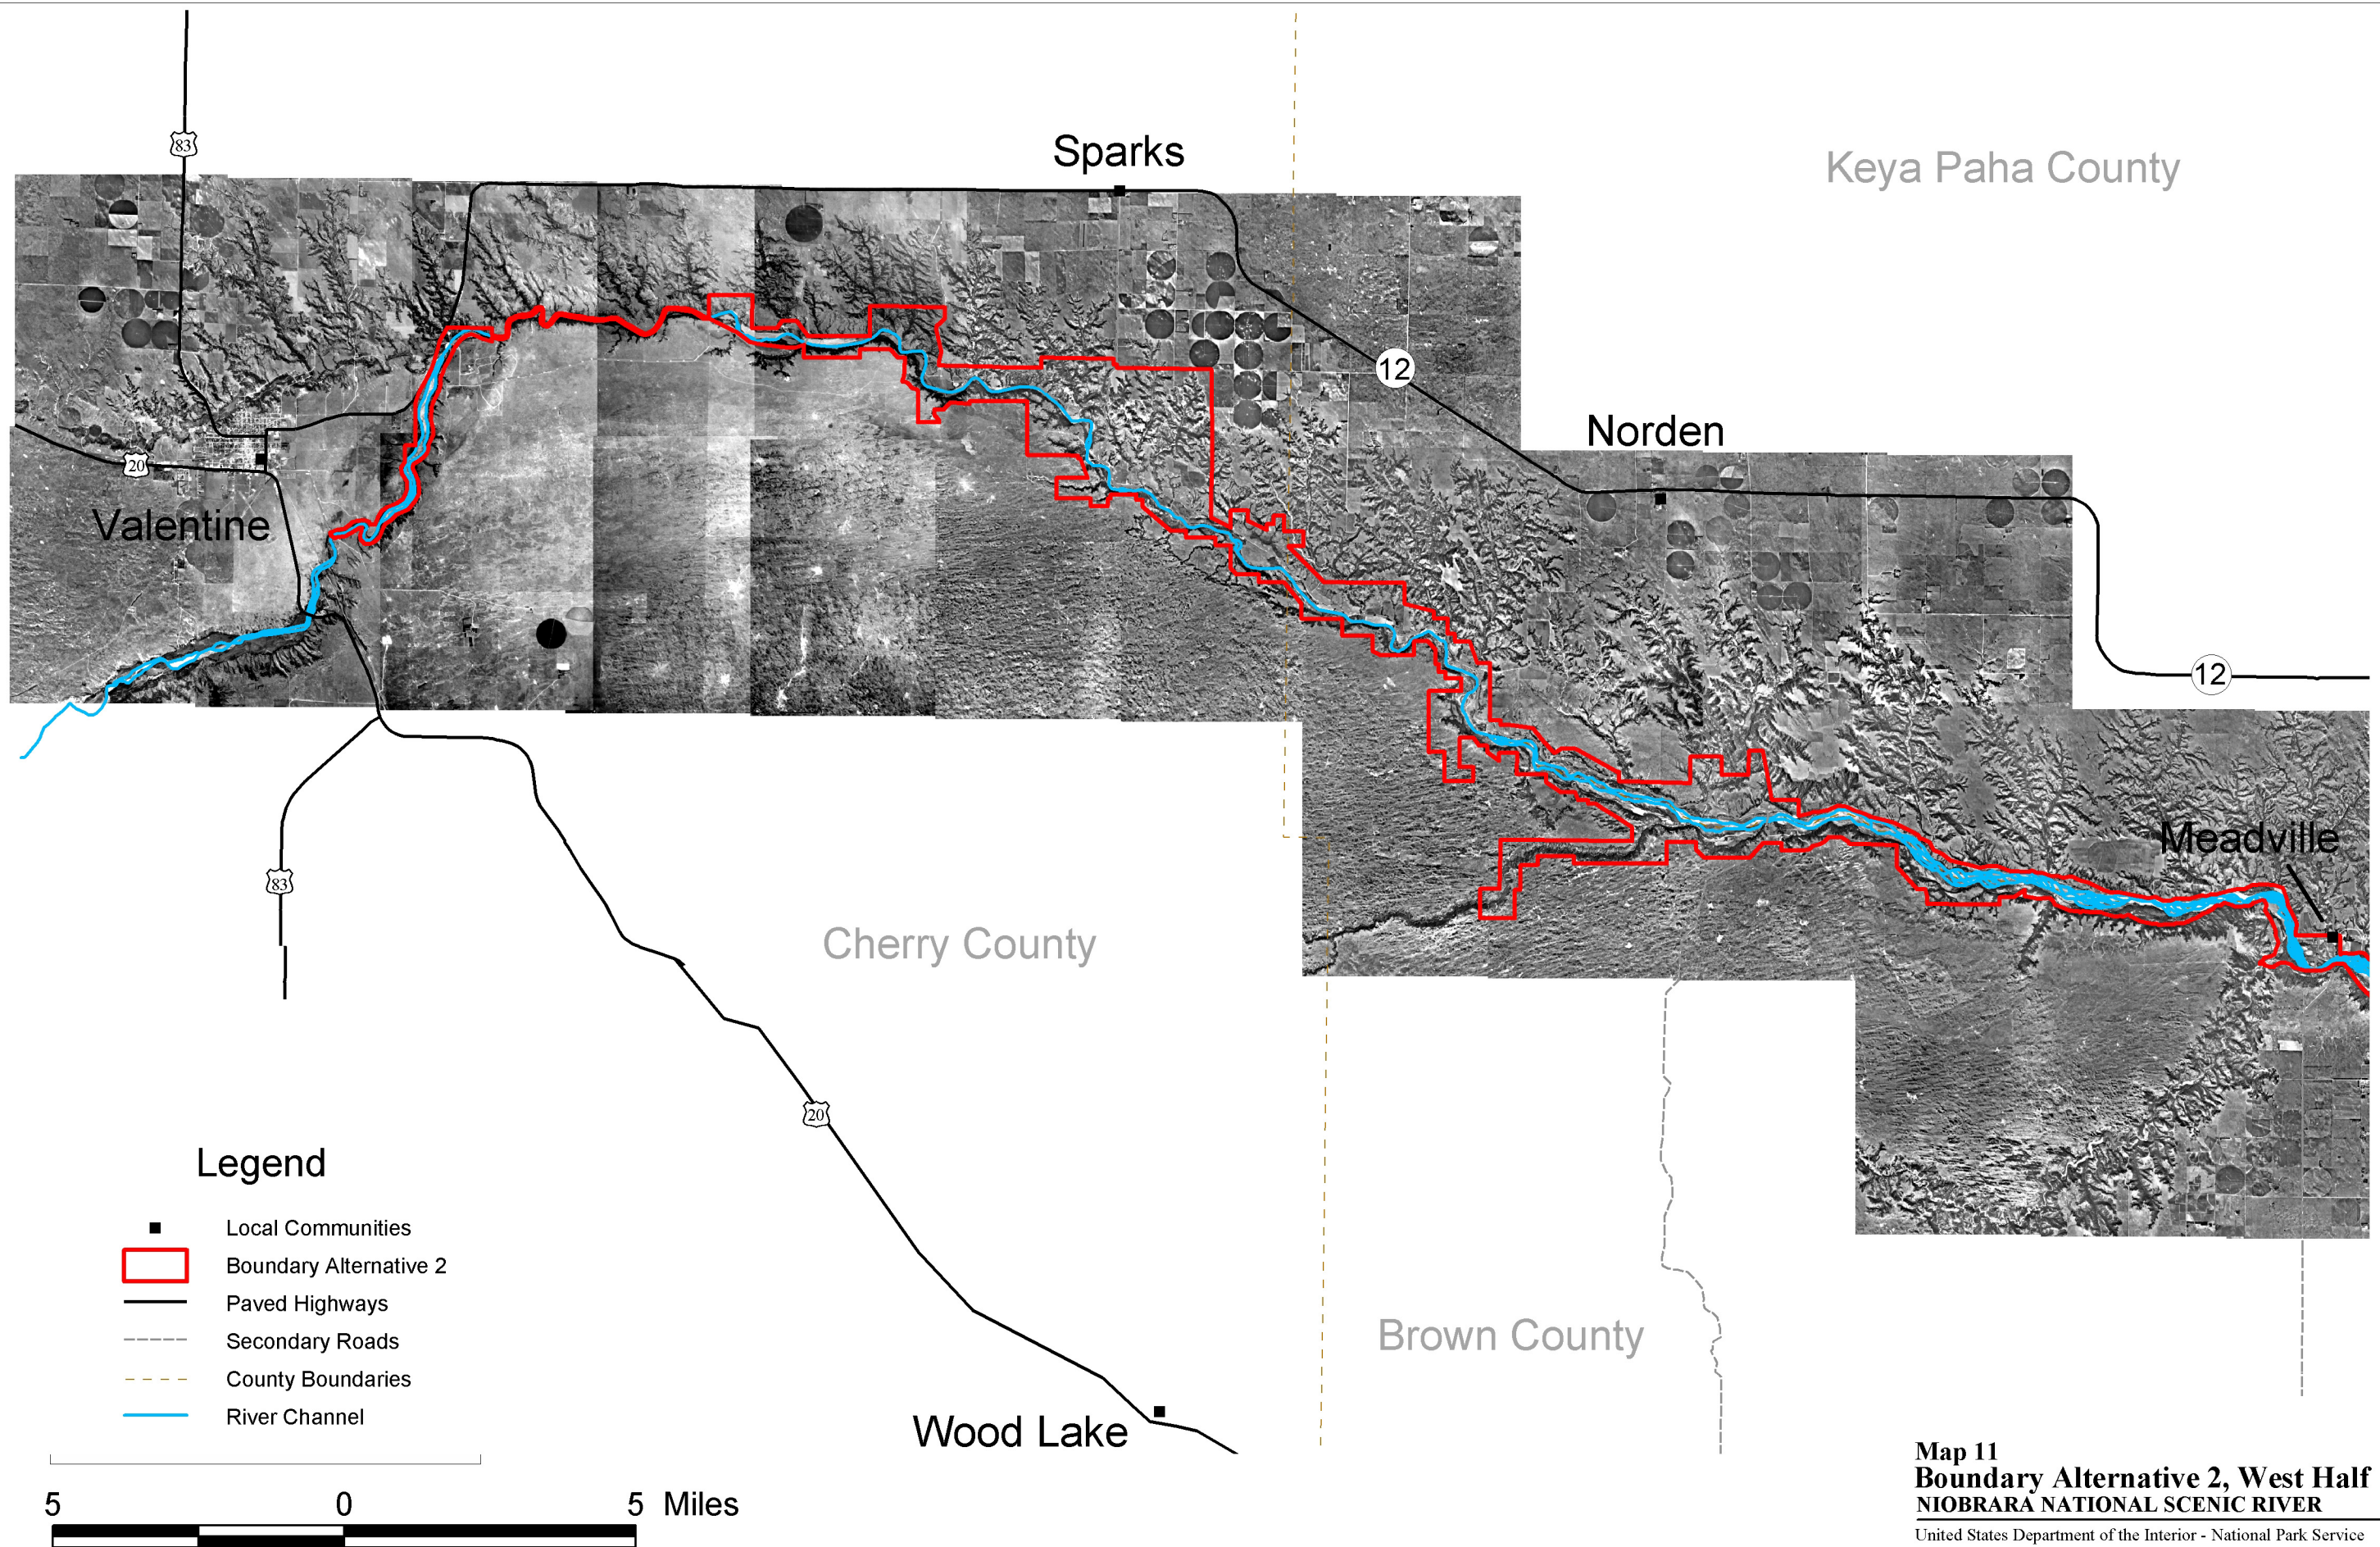 83
Sparks
Keya Paha County
12
Norden
20
Valentine
12
Meadville
83
Cherry County
20
Brown County
Wood Lake
Legend
Local Communities
Boundary Alternative 2
Paved Highways
Secondary Roads
County Boundaries
River Channel
5 0 5 Miles
Map 11
Boundary Alternative 2, West Half
NIOBRARA NATIONAL SCENIC RIVER
United States Department of the Interior - National Park Service